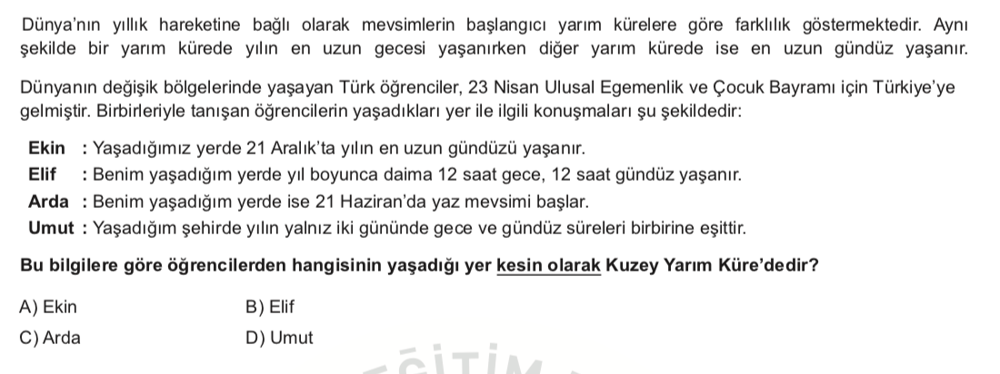 Dünya'nın yıllık hareketine bağlı olarak mevsimlerin başlangıcı yarım kürelere göre farklılık göstermektedir. Aynı
şekilde bir yarım kürede yılın en uzun gecesi yaşanırken diğer yarım kürede ise en uzun gündüz yaşanır.
Dünyanın değişik bölgelerinde yaşayan Türk öğrenciler, 23 Nisan Ulusal Egemenlik ve Çocuk Bayramı için Türkiye'ye
gelmiştir. Birbirleriyle tanışan öğrencilerin yaşadıkları yer ile ilgili konuşmaları şu şekildedir:
Ekin : Yaşadığımız yerde 21 Aralık'ta yılın en uzun gündüzü yaşanır.
Elif : Benim yaşadığım yerde yıl boyunca daima 12 saat gece, 12 saat gündüz yaşanır.
Arda : Benim yaşadığım yerde ise 21 Haziran'da yaz mevsimi başlar.
Umut : Yaşadığım şehirde yılın yalnız iki gününde gece ve gündüz süreleri birbirine eşittir.
Bu bilgilere göre öğrencilerden hangisinin yaşadığı yer kesin olarak Kuzey Yarım Küre'dedir?
A) Ekin B) Elif
C) Arda D) Umut